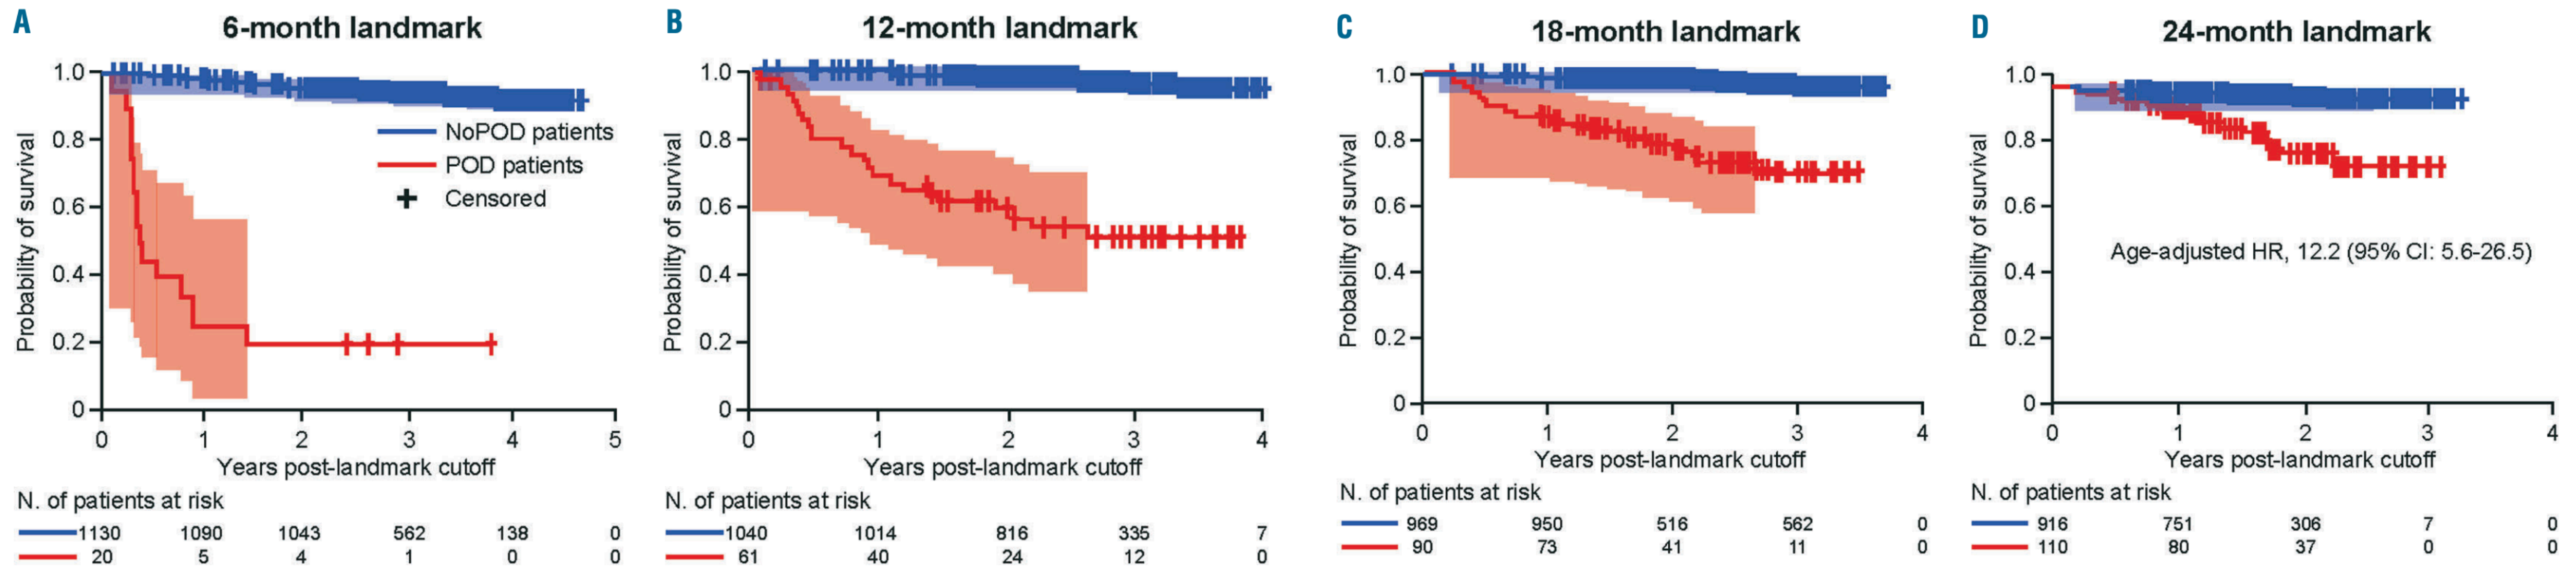 A 6-month landmark
Probability of survival
1.0
0.8
0.6
0.4
0.2
0
NoPOD patients
POD patients
Censored
0 1 2 3 4 5
Years post-landmark cutoff
N. of patients at risk
1130 1090 1043 562 138 0
20 5 4 1 0 0
B 12-month landmark
Probability of survival
1.0
0.8
0.6
0.4
0.2
0
0 1 2 3 4
Years post-landmark cutoff
N. of patients at risk
1040 1014 816 335 7
61 40 24 12 0
C 18-month landmark
Probability of survival
1.0
0.8
0.6
0.4
0.2
0
0 1 2 3 4
Years post-landmark cutoff
N. of patients at risk
969 950 516 562 0
90 73 41 11 0
D 24-month landmark
Probability of survival
1.0
0.8
0.6
0.4
0.2
0
Age-adjusted HR, 12.2 (95% CI: 5.6-26.5)
0 1 2 3 4
Years post-landmark cutoff
N. of patients at risk
916 751 306 7 0
110 80 37 0 0